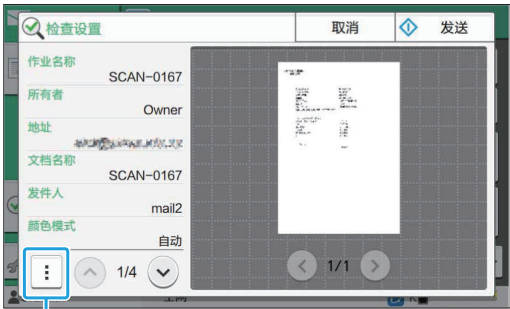 检查设置
取消
发送
作业名称
SCAN-0167
所有者
Owner
地址
文档名称
SCAN-0167
发件人
mail2
颜色模式
自动
1/4
1/1